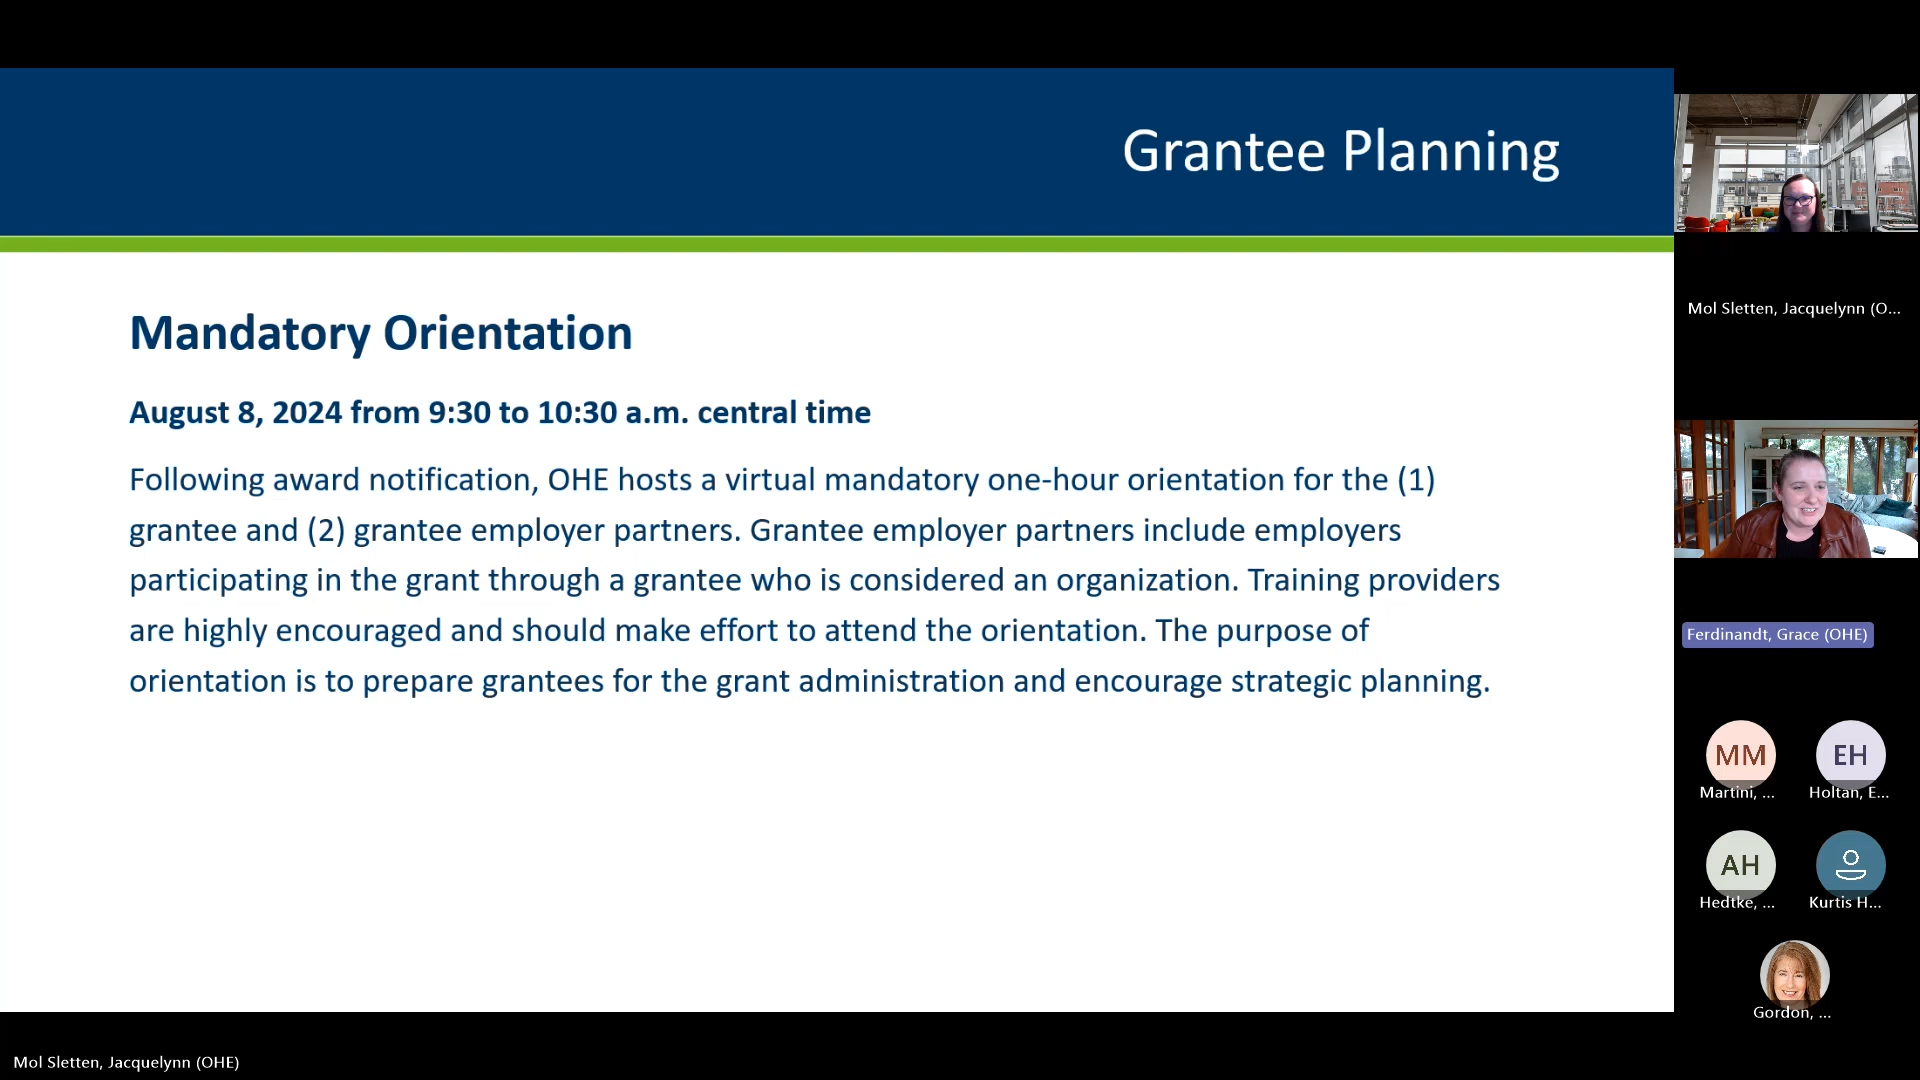 Grantee Planning
Mandatory Orientation
August 8, 2024 from 9:30 to 10:30 a.m. central time
Following award notification, OHE hosts a virtual mandatory one-hour orientation for the (1)
grantee and (2) grantee employer partners. Grantee employer partners include employers
participating in the grant through a grantee who is considered an organization. Training providers
are highly encouraged and should make effort to attend the orientation. The purpose of
orientation is to prepare grantees for the grant administration and encourage strategic planning.
Mol Sletten, Jacquelynn (O...
Ferdinandt, Grace (OHE)
MM
Martini, ...
EH
Holtan, E...
AH
Hedtke, ...
Kurtis H...
Gordon, ...
Mol Sletten, Jacquelynn (OHE)